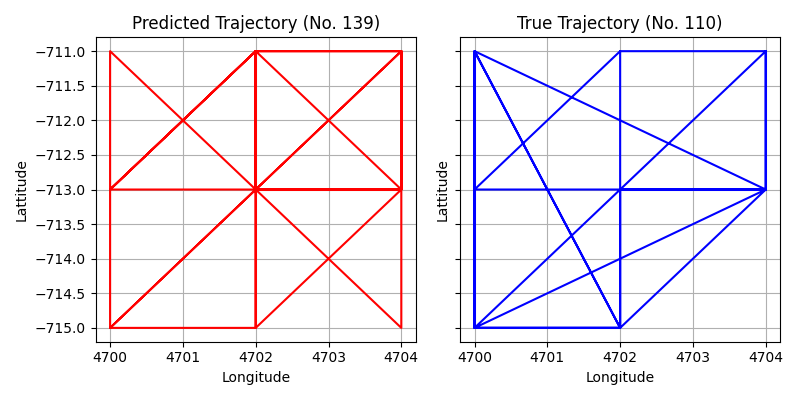 Predicted Trajectory (No. 139)
Lattitude
−711.0
−711.5
−712.0
−712.5
−713.0
−713.5
−714.0
−714.5
−715.0
4700 4701 4702 4703 4704
Longitude
True Trajectory (No. 110)
Lattitude
4700 4701 4702 4703 4704
Longitude